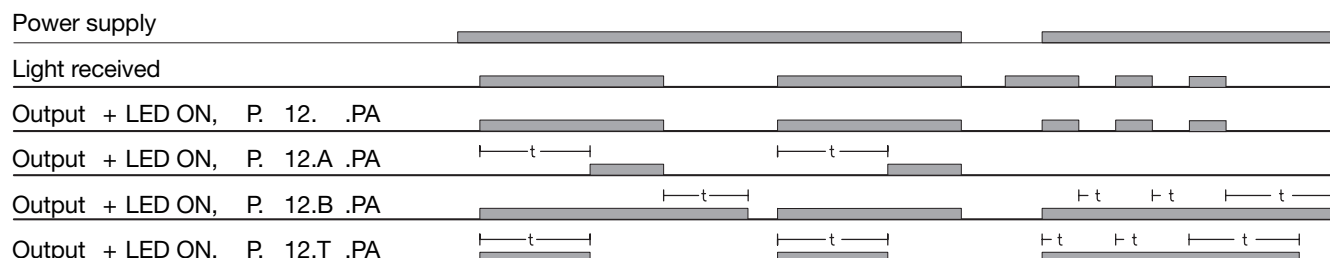 Power supply
Light received
Output + LED ON, P. 12. .PA
t t
Output + LED ON, P. 12.A .PA
t t t t
Output + LED ON, P. 12.B .PA
t t t t t
Output + LED ON, P. 12.T .PA